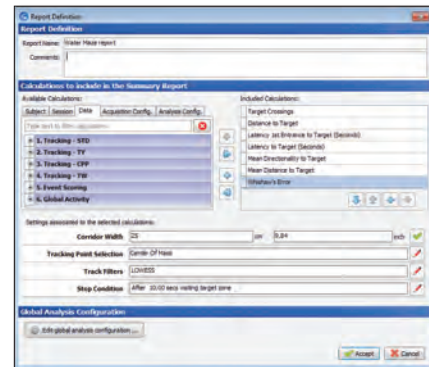 Report Definition
Report Definition
Report Name: Water Maze report
Comments:
Calculations to include in the Summary Report
Available Calculations:
Included Calculations:
Subject Session Data Acquisition Config. Analysis Config.
Type text to filter calculations
1. Tracking - STD
2. Tracking - TY
3. Tracking - CPP
4. Tracking - TW
5. Event Scoring
6. Global Activity
Target Crossings
Distance to Target
Latency 1st Entrance to Target (Seconds)
Latency to Target (Seconds)
Mean Directionality to Target
Mean Distance to Target
Whishaw's Error
Settings associated to the selected calculations:
Corridor Width 25 cm 9,84 inch
Tracking Point Selection Center Of Mass
Track Filters LOWESS
Stop Condition After 10.00 secs visiting target zone
Global Analysis Configuration
Edit global analysis configuration ...
Accept Cancel